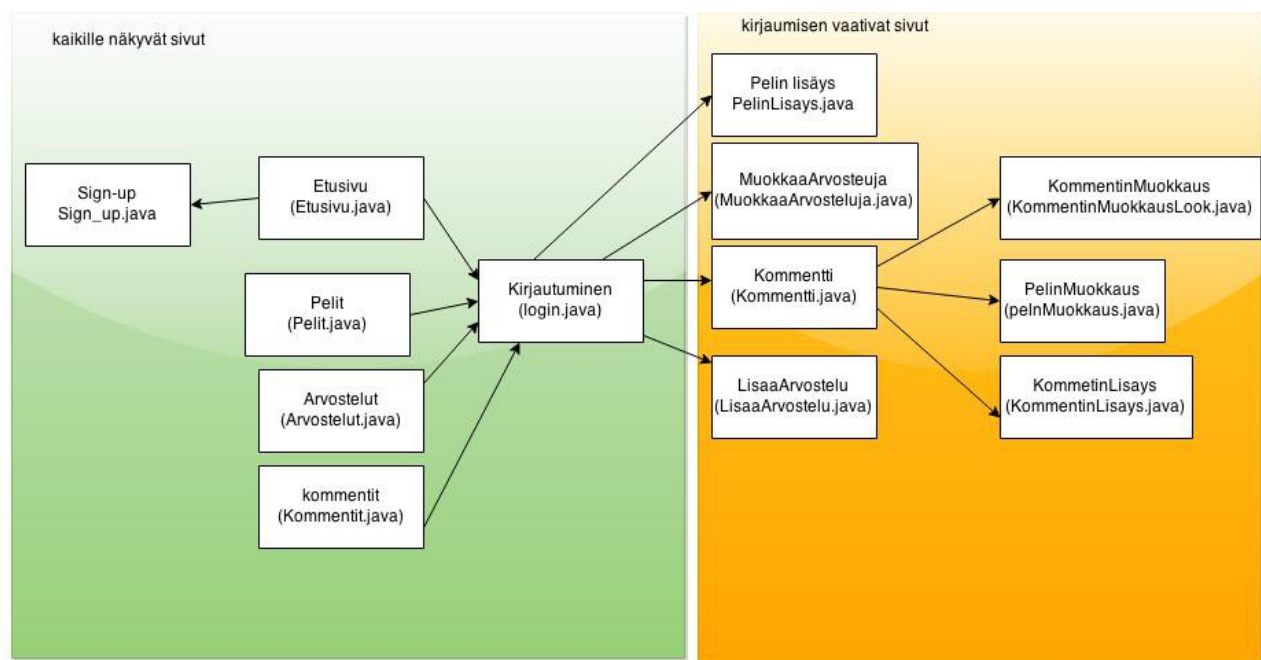 kaikille näkyvät sivut
Sign-up
Sign_up.java
Etusivu
(Etusivu.java)
Pelit
(Pelit.java)
Arvostelut
(Arvostelut.java)
kommentit
(Kommentit.java)
Kirjautuminen
(login.java)
kirjaumisen vaativat sivut
Pelin lisäys
PelinLisays.java
MuokkaaArvosteuja
(MuokkaaArvosteluja.java)
Kommentti
(Kommentti.java)
LisaaArvostelu
(LisaaArvostelu.java)
KommentinMuokkaus
(KommentinMuokkausLook.java)
PelinMuokkaus
(pelnMuokkaus.java)
KommetinLisays
(KommentinLisays.java)